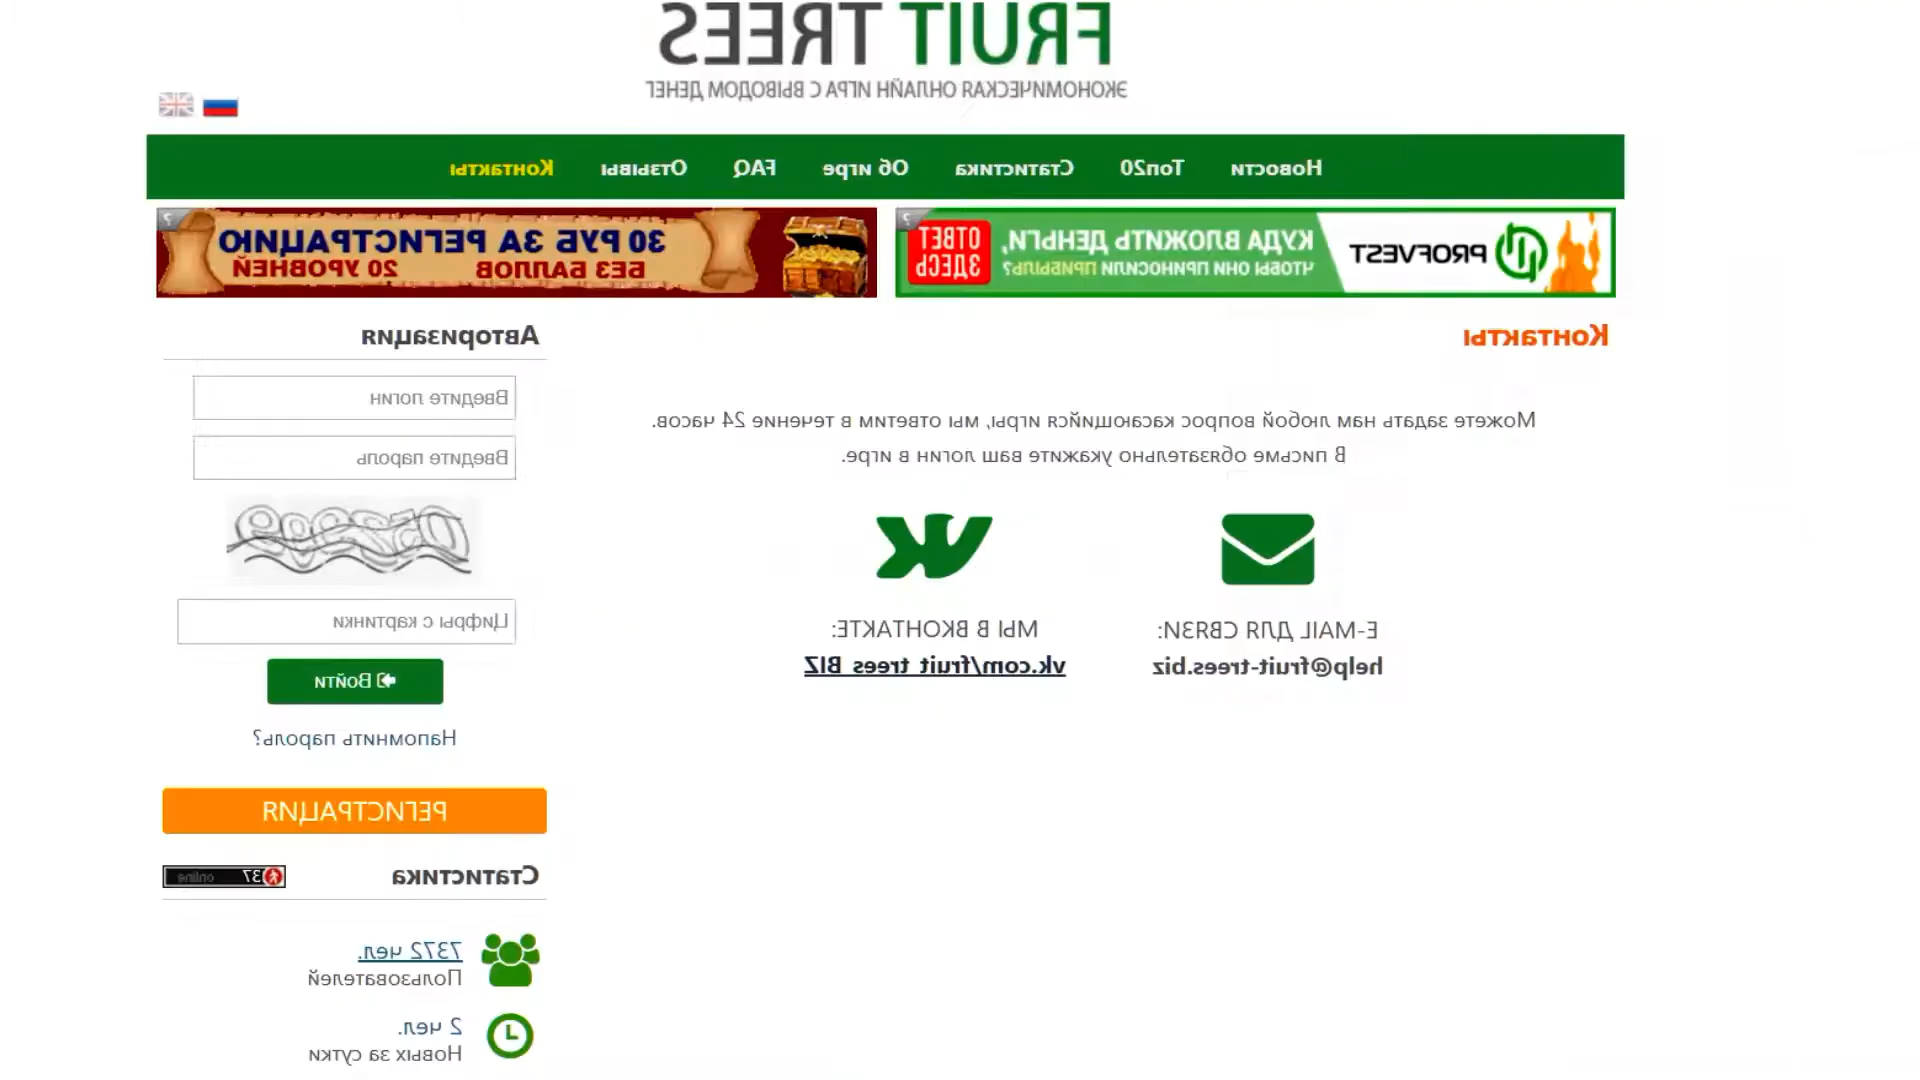 FRUIT TREES
ЭКОНОМИЧЕСКАЯ ОНЛАЙН ИГРА С ВЫВОДОМ ДЕНЕГ
Новости Топ20 Статистика Об игре FAQ Отзывы Контакты
PROFVEST
КУДА ВЛОЖИТЬ ДЕНЬГИ,
ЧТОБЫ ОНИ ПРИНОСИЛИ ПРИБЫЛЬ?
ОТВЕТ
ЗДЕСЬ
?
30 РУБ ЗА РЕГИСТРАЦИЮ
БЕЗ БАЛЛОВ 20 УРОВНЕЙ
?
Контакты
Можете задать нам любой вопрос касающийся игры, мы ответим в течение 24 часов.
В письме обязательно укажите ваш логин в игре.
E-MAIL ДЛЯ СВЯЗИ:
help@fruit-trees.biz
VK
МЫ В ВКОНТАКТЕ:
vk.com/fruit_trees_BIZ
Авторизация
Введите логин
Введите пароль
Цифры с картинки
Войти
Напомнить пароль?
РЕГИСТРАЦИЯ
Статистика
37 online
7372 чел.
Пользователей
2 чел.
Новых за сутки